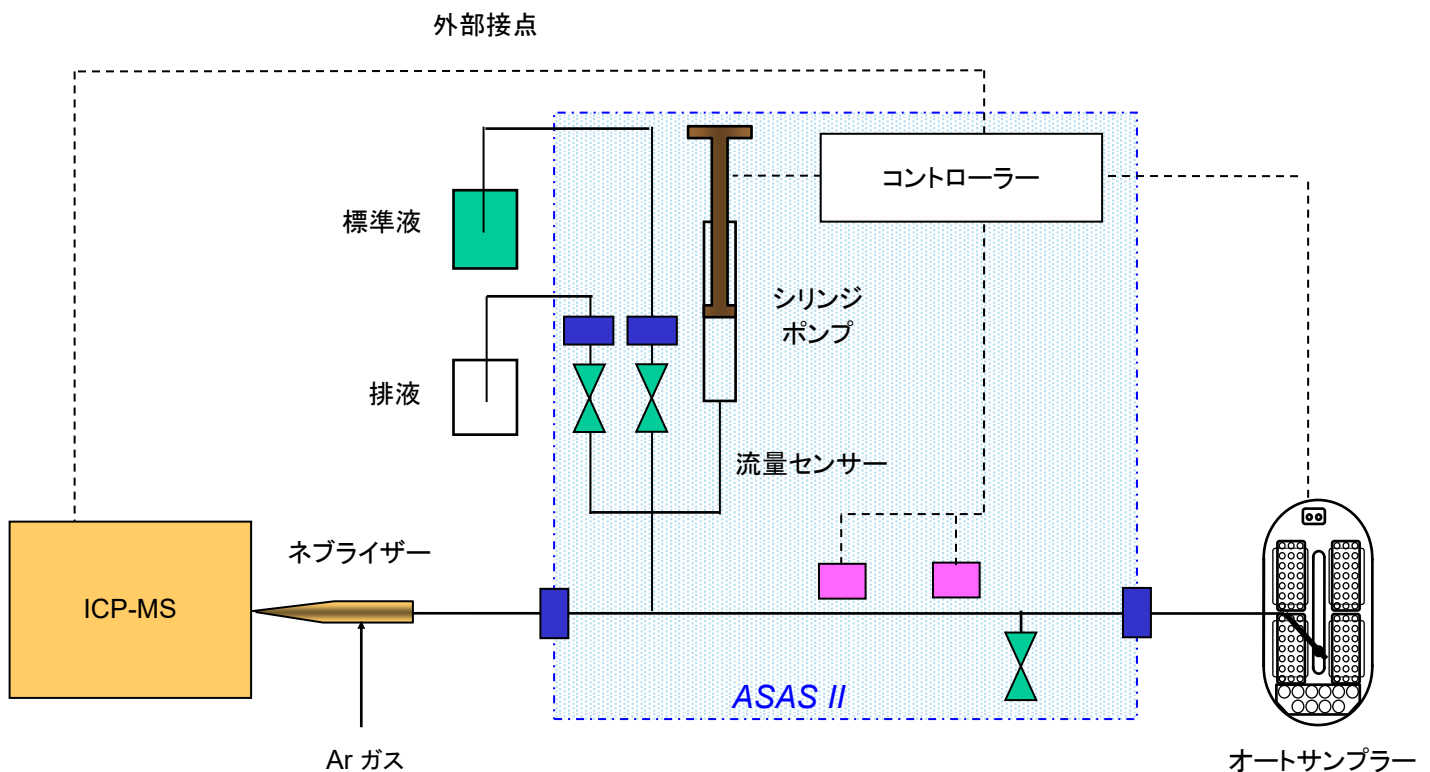 外部接点
コントローラー
標準液
シリンジ
ポンプ
排液
流量センサー
ネブライザー
ICP-MS
ASAS II
Ar ガス
オートサンプラー